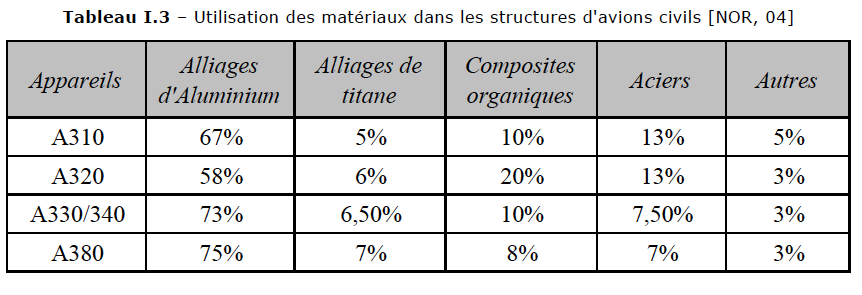 Tableau I.3 – Utilisation des matériaux dans les structures d'avions civils [NOR, 04]
Appareils Alliages d'Aluminium Alliages de titane Composites organiques Aciers Autres
A310 67% 5% 10% 13% 5%
A320 58% 6% 20% 13% 3%
A330/340 73% 6,50% 10% 7,50% 3%
A380 75% 7% 8% 7% 3%